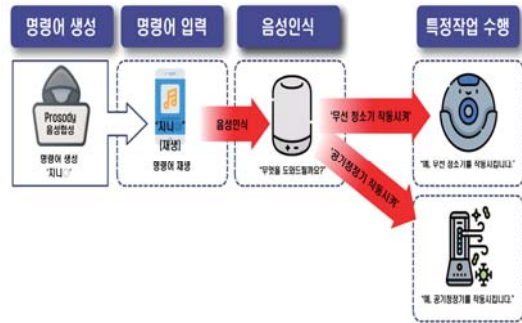 명령어 생성
명령어 입력
음성인식
특정작업 수행
Prosody
음성합성
명령어 생성
"지니◌"
"지니◌"
[재생]
명령어 재생
음성인식
"무엇을 도와드릴까요?"
'무선 청소기 작동시켜'
'공기청정기 작동시켜'
"예, 무선 청소기를 작동시킵니다."
"예, 공기청정기를 작동시킵니다."